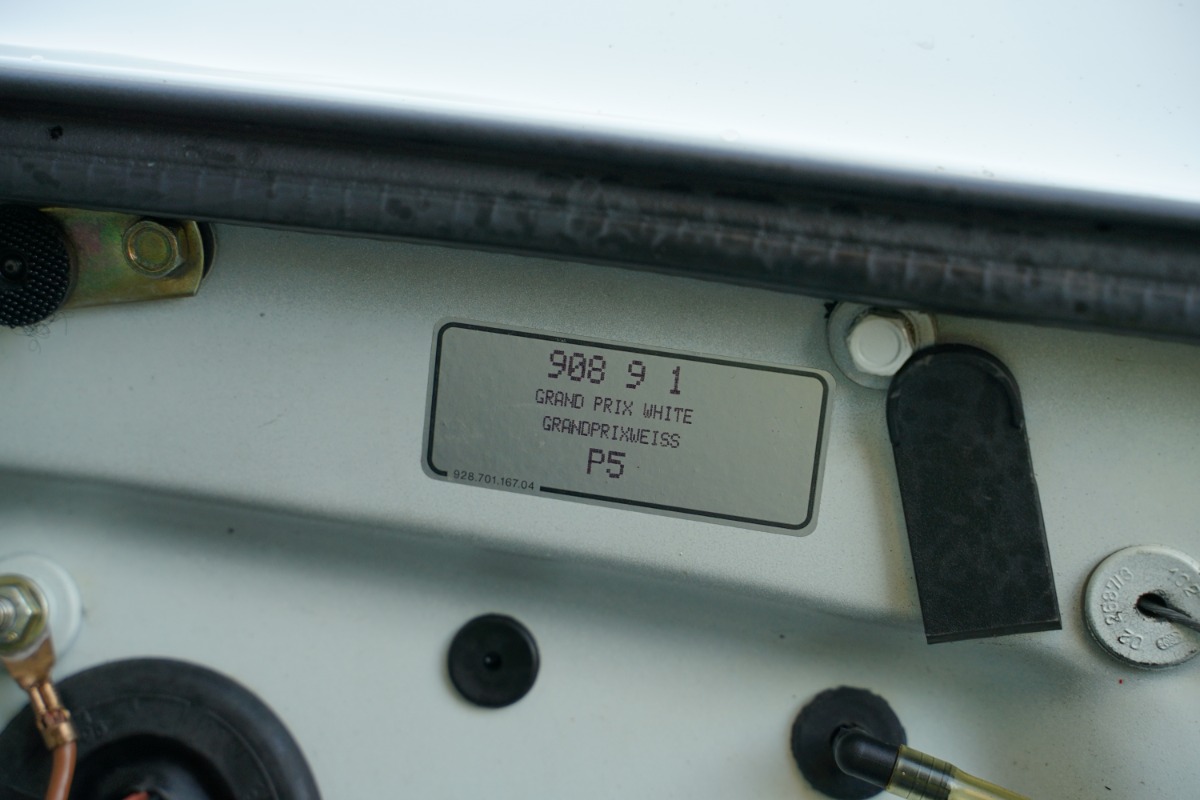 908 9 1
GRAND PRIX WHITE
GRANDPRIXWEISS
P5
928.701.167.04